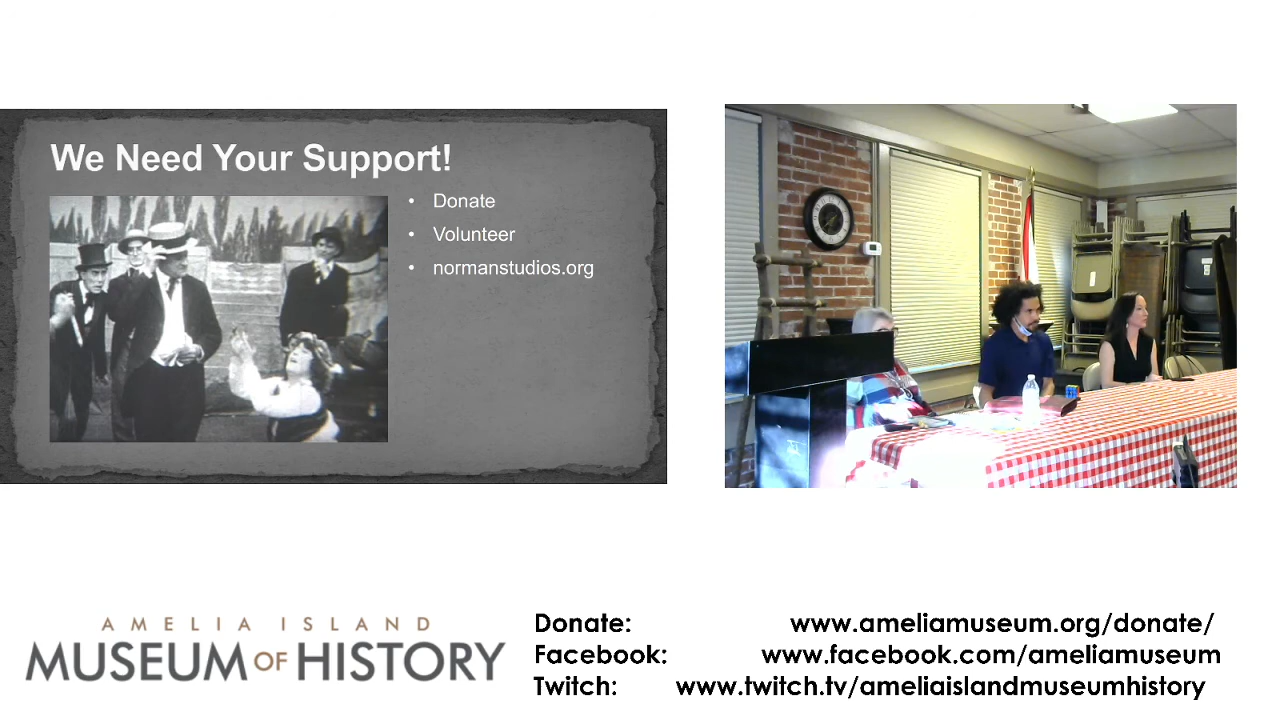 We Need Your Support!
• Donate
• Volunteer
• normanstudios.org
AMELIA ISLAND
MUSEUM OF HISTORY
Donate: www.ameliamuseum.org/donate/
Facebook: www.facebook.com/ameliamuseum
Twitch: www.twitch.tv/ameliaislandmuseumhistory